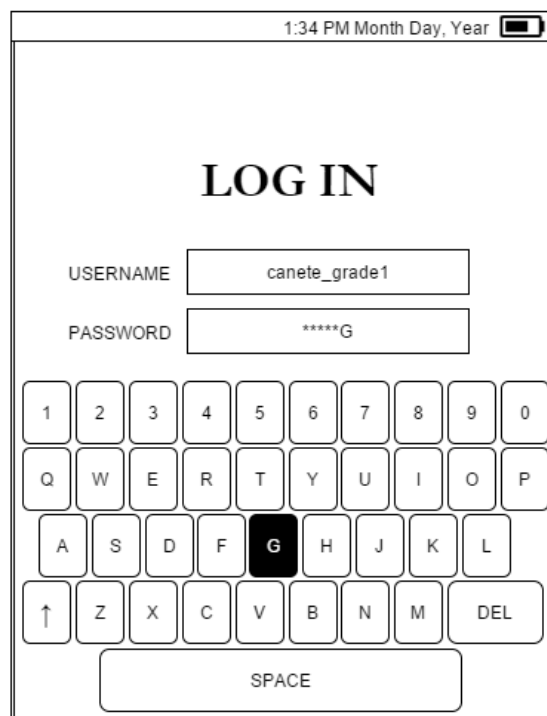 1:34 PM Month Day, Year
LOG IN
USERNAME canete_grade1
PASSWORD *****G
1 2 3 4 5 6 7 8 9 0
Q W E R T Y U I O P
A S D F G H J K L
↑ Z X C V B N M DEL
SPACE